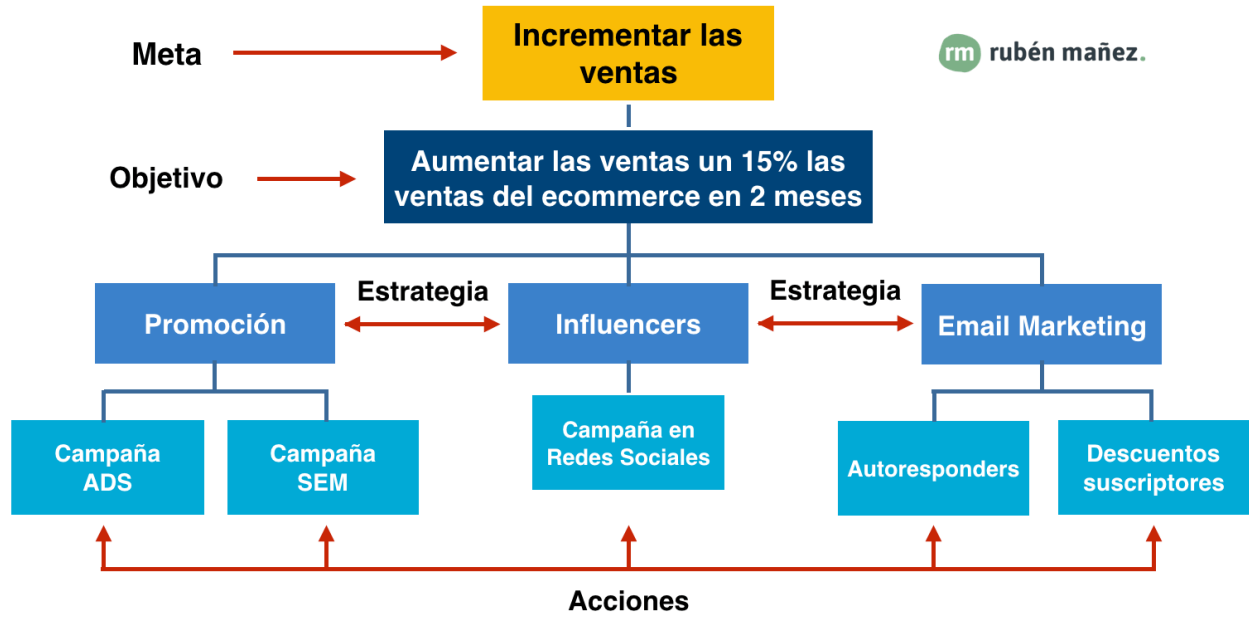 Meta
Incrementar las
ventas
rm rubén mañez.
Objetivo
Aumentar las ventas un 15% las
ventas del ecommerce en 2 meses
Estrategia
Estrategia
Promoción
Influencers
Email Marketing
Campaña
ADS
Campaña
SEM
Campaña en
Redes Sociales
Autoresponders
Descuentos
suscriptores
Acciones